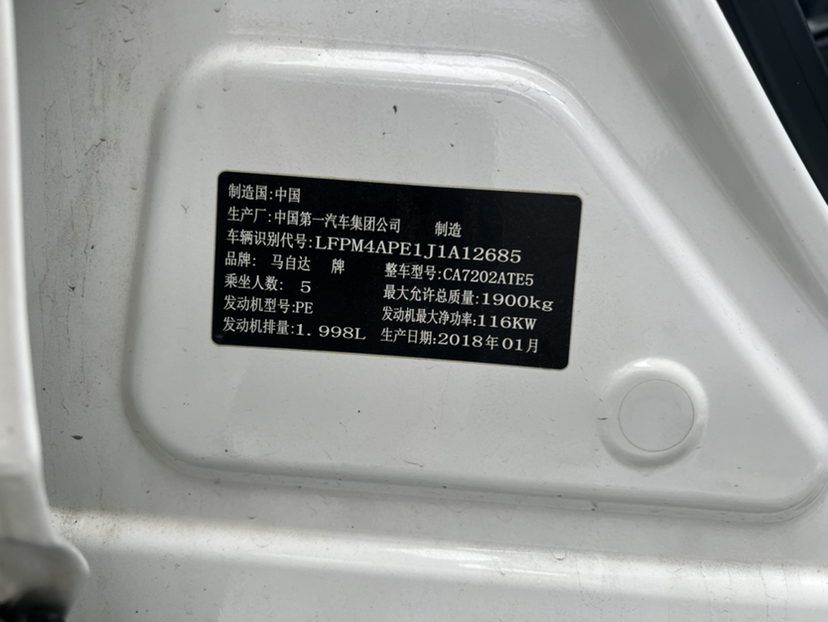 制造国:中国
生产厂:中国第一汽车集团公司 制造
车辆识别代号:LFPM4APE1J1A12685
品牌: 马自达 牌 整车型号:CA7202ATE5
乘坐人数: 5 最大允许总质量:1900kg
发动机型号:PE 发动机最大净功率:116KW
发动机排量:1.998L 生产日期:2018年01月